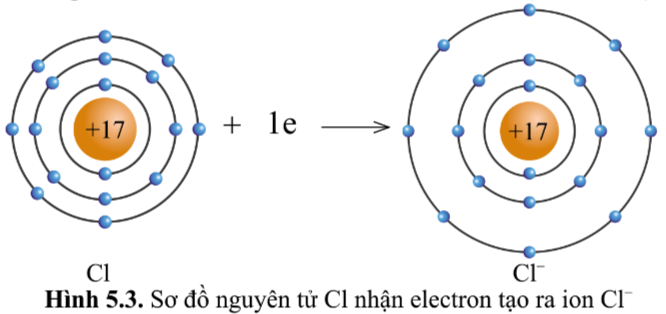 +17 + 1e +17
Cl Cl⁻
Hình 5.3. Sơ đồ nguyên tử Cl nhận electron tạo ra ion Cl⁻